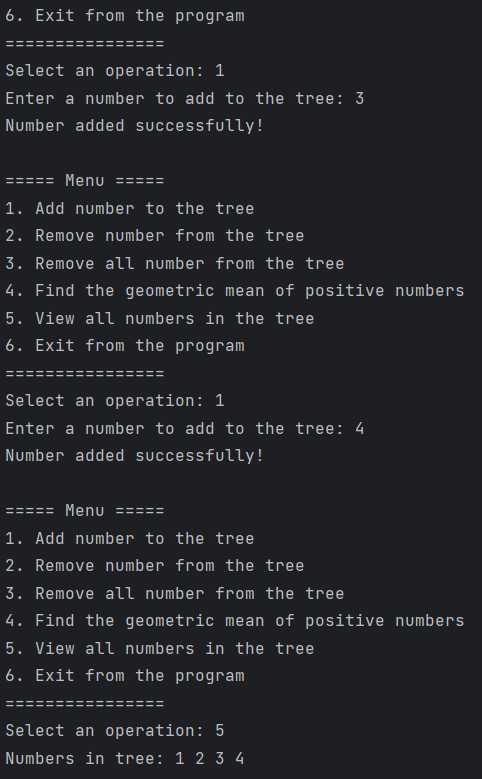 6. Exit from the program
================
Select an operation: 1
Enter a number to add to the tree: 3
Number added successfully!

===== Menu =====
1. Add number to the tree
2. Remove number from the tree
3. Remove all number from the tree
4. Find the geometric mean of positive numbers
5. View all numbers in the tree
6. Exit from the program
================
Select an operation: 1
Enter a number to add to the tree: 4
Number added successfully!

===== Menu =====
1. Add number to the tree
2. Remove number from the tree
3. Remove all number from the tree
4. Find the geometric mean of positive numbers
5. View all numbers in the tree
6. Exit from the program
================
Select an operation: 5
Numbers in tree: 1 2 3 4